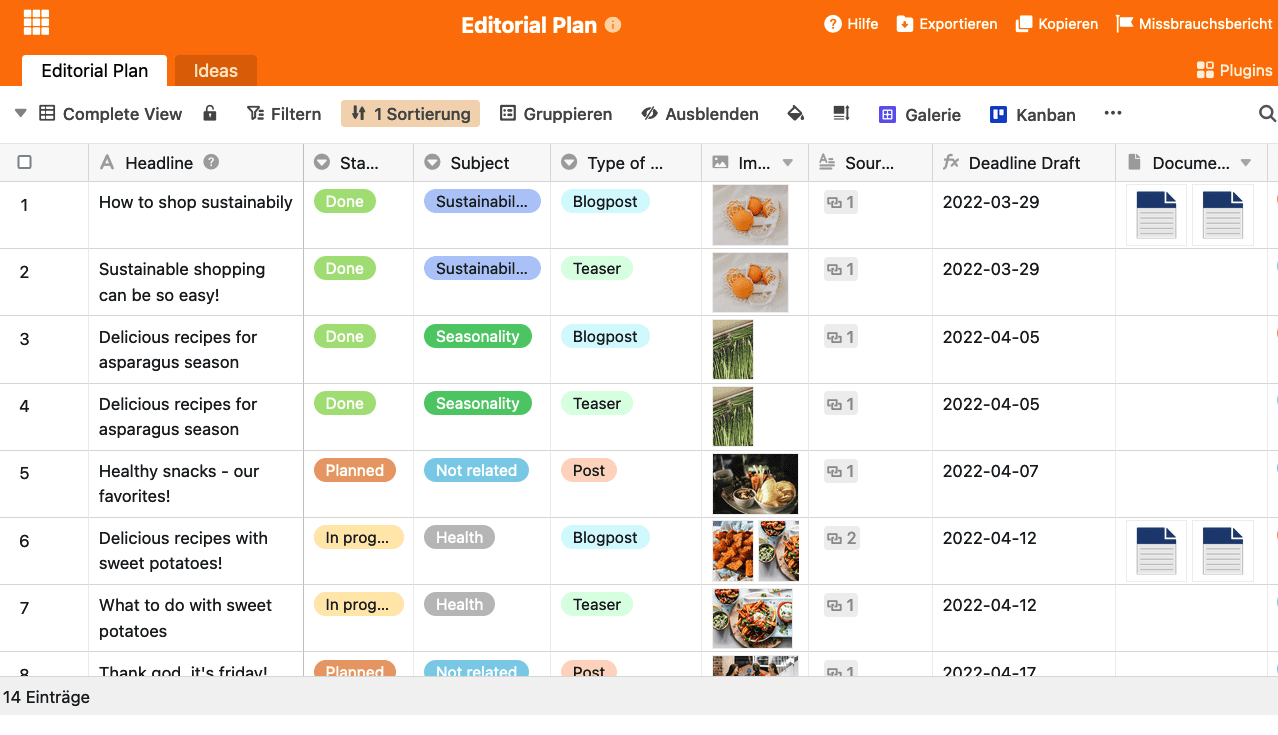 Editorial Plan
Hilfe
Exportieren
Kopieren
Missbrauchsbericht
Editorial Plan
Ideas
Plugins
Complete View
Filtern
1 Sortierung
Gruppieren
Ausblenden
Galerie
Kanban
Headline
Sta...
Subject
Type of ...
Im...
Sour...
Deadline Draft
Docume...
1
How to shop sustainabily
Done
Sustainabil...
Blogpost
1
2022-03-29
2
Sustainable shopping
can be so easy!
Done
Sustainabil...
Teaser
1
2022-03-29
3
Delicious recipes for
asparagus season
Done
Seasonality
Blogpost
1
2022-04-05
4
Delicious recipes for
asparagus season
Done
Seasonality
Teaser
1
2022-04-05
5
Healthy snacks - our
favorites!
Planned
Not related
Post
1
2022-04-07
6
Delicious recipes with
sweet potatoes!
In prog...
Health
Blogpost
2
2022-04-12
7
What to do with sweet
potatoes
In prog...
Health
Teaser
1
2022-04-12
8
Thank god, it's friday!
Planned
Not related
Post
1
2022-04-17
14 Einträge